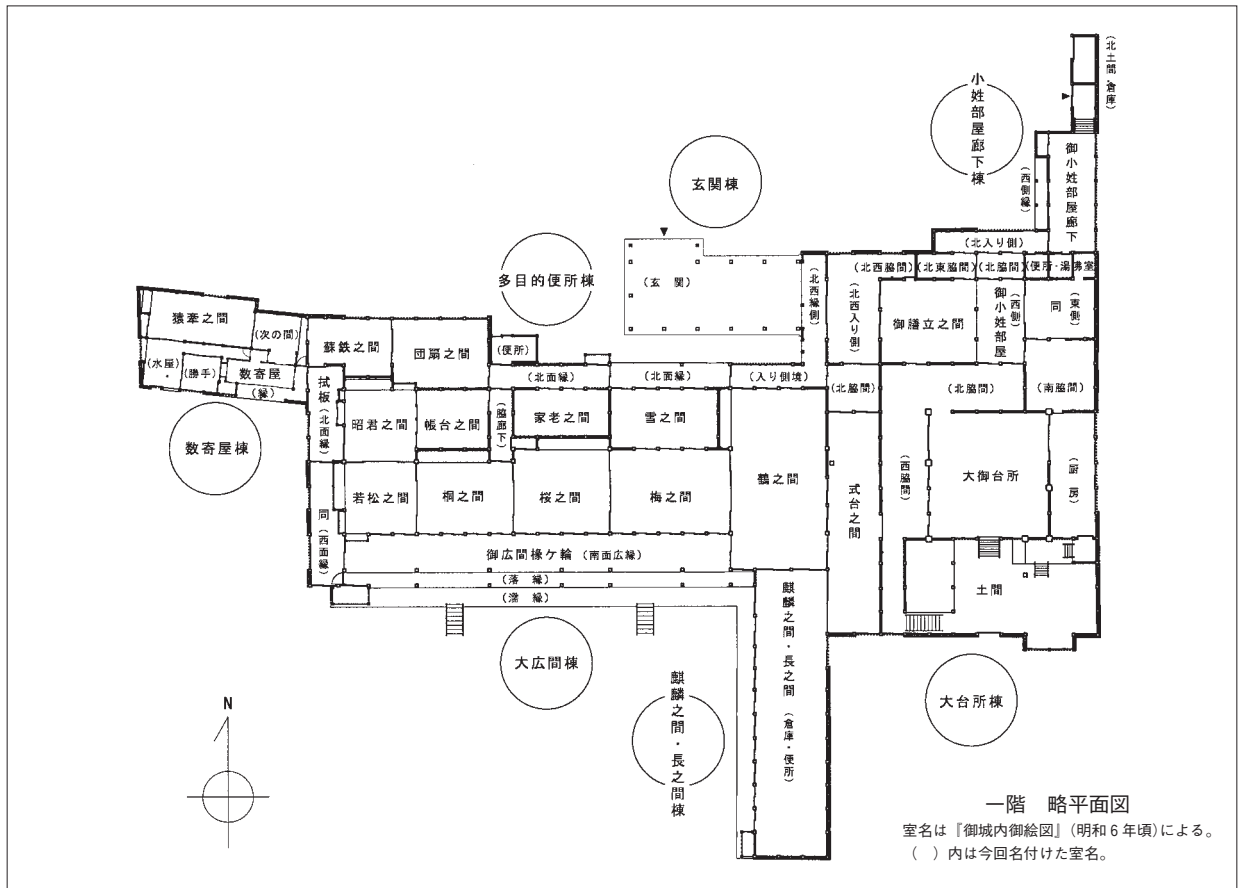 （北土間・倉庫）
小姓部屋廊下棟
御小姓部屋廊下
（西側縁）
玄関棟
（北入り側）
（北西脇間）
（北東脇間）
（北脇間）
（便所・湯沸室）
多目的便所棟
（玄　関）
（北西縁側）
（北西入り側）
御膳立之間
御小姓部屋
（西側）
同
（東側）
猿牽之間
（次の間）
蘇鉄之間
団扇之間
（便所）
（水屋）
（勝手）
数寄屋
（縁）
拭板
（北面縁）
（北面縁）
（北面縁）
（入り側境）
（北脇間）
（北脇間）
（南脇間）
昭君之間
帳台之間
（脇廊下）
家老之間
雪之間
数寄屋棟
鶴之間
式台之間
（西脇間）
大御台所
（厨房）
若松之間
桐之間
桜之間
梅之間
同
（西面縁）
御広間椽ケ輪（南面広縁）
（落　縁）
（濡　縁）
土間
麒麟之間・長之間
（倉庫・便所）
大広間棟
麒麟之間・長之間棟
大台所棟
N
一階　略平面図
室名は『御城内御絵図』（明和６年頃）による。
（　）内は今回名付けた室名。